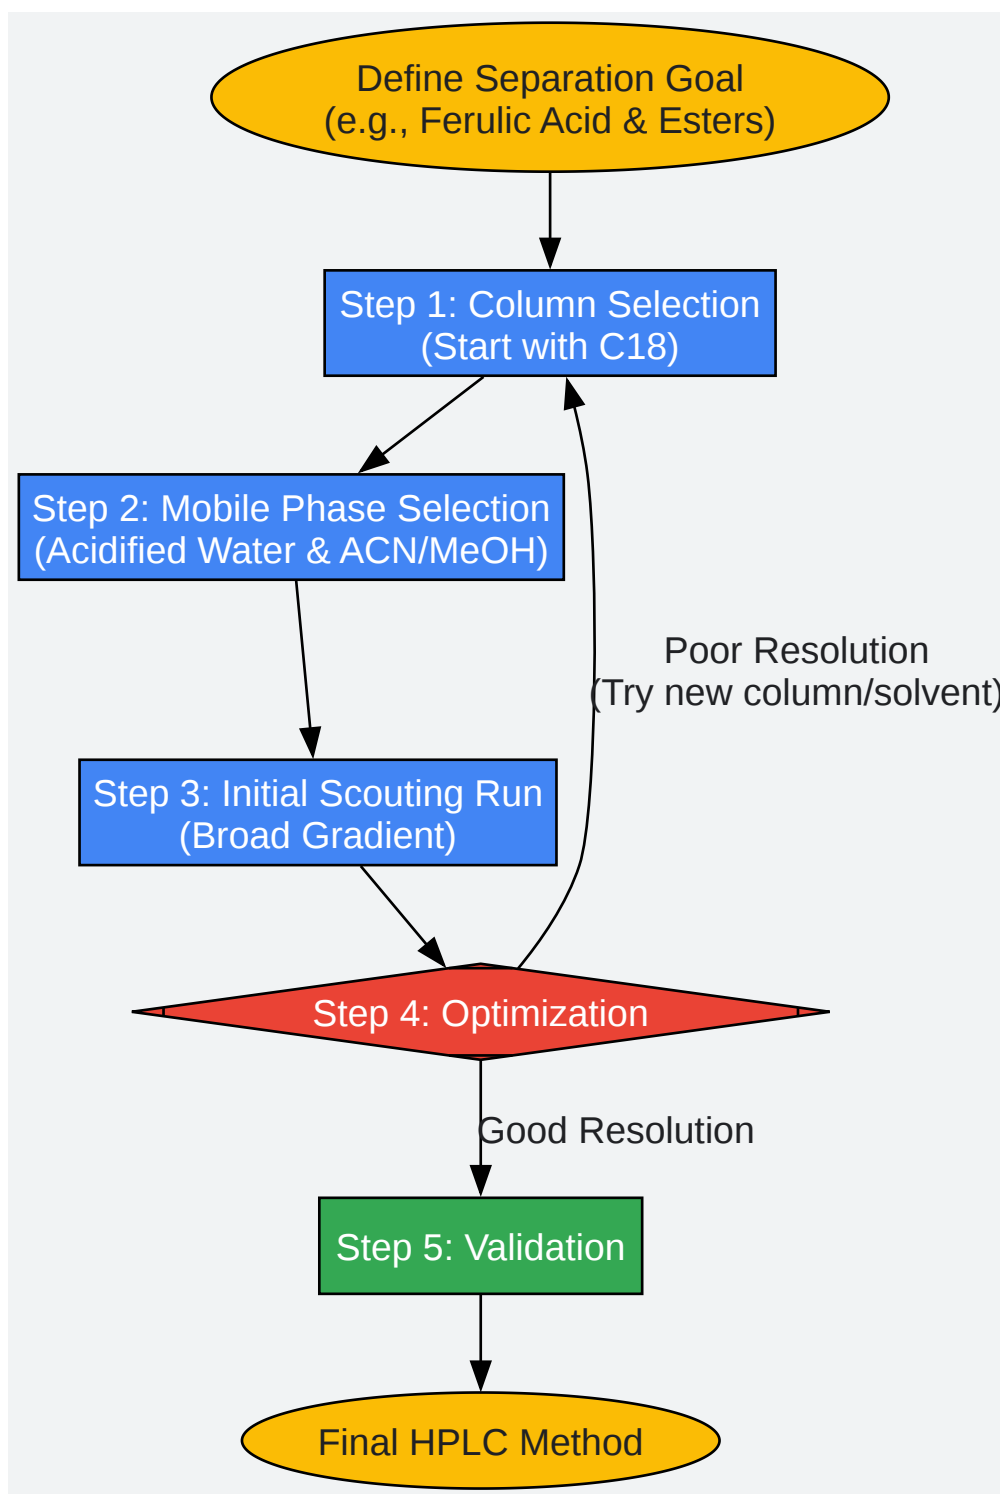 Define Separation Goal
(e.g., Ferulic Acid & Esters)
Step 1: Column Selection
(Start with C18)
Step 2: Mobile Phase Selection
(Acidified Water & ACN/MeOH)
Poor Resolution
(Try new column/solvent)
Step 3: Initial Scouting Run
(Broad Gradient)
Step 4: Optimization
Good Resolution
Step 5: Validation
Final HPLC Method